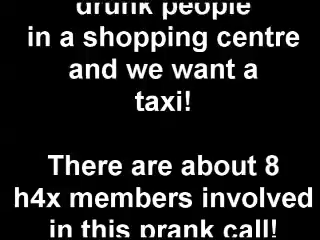 drunk people
in a shopping centre
and we want a
taxi!
There are about 8
h4x members involved
in this prank call!